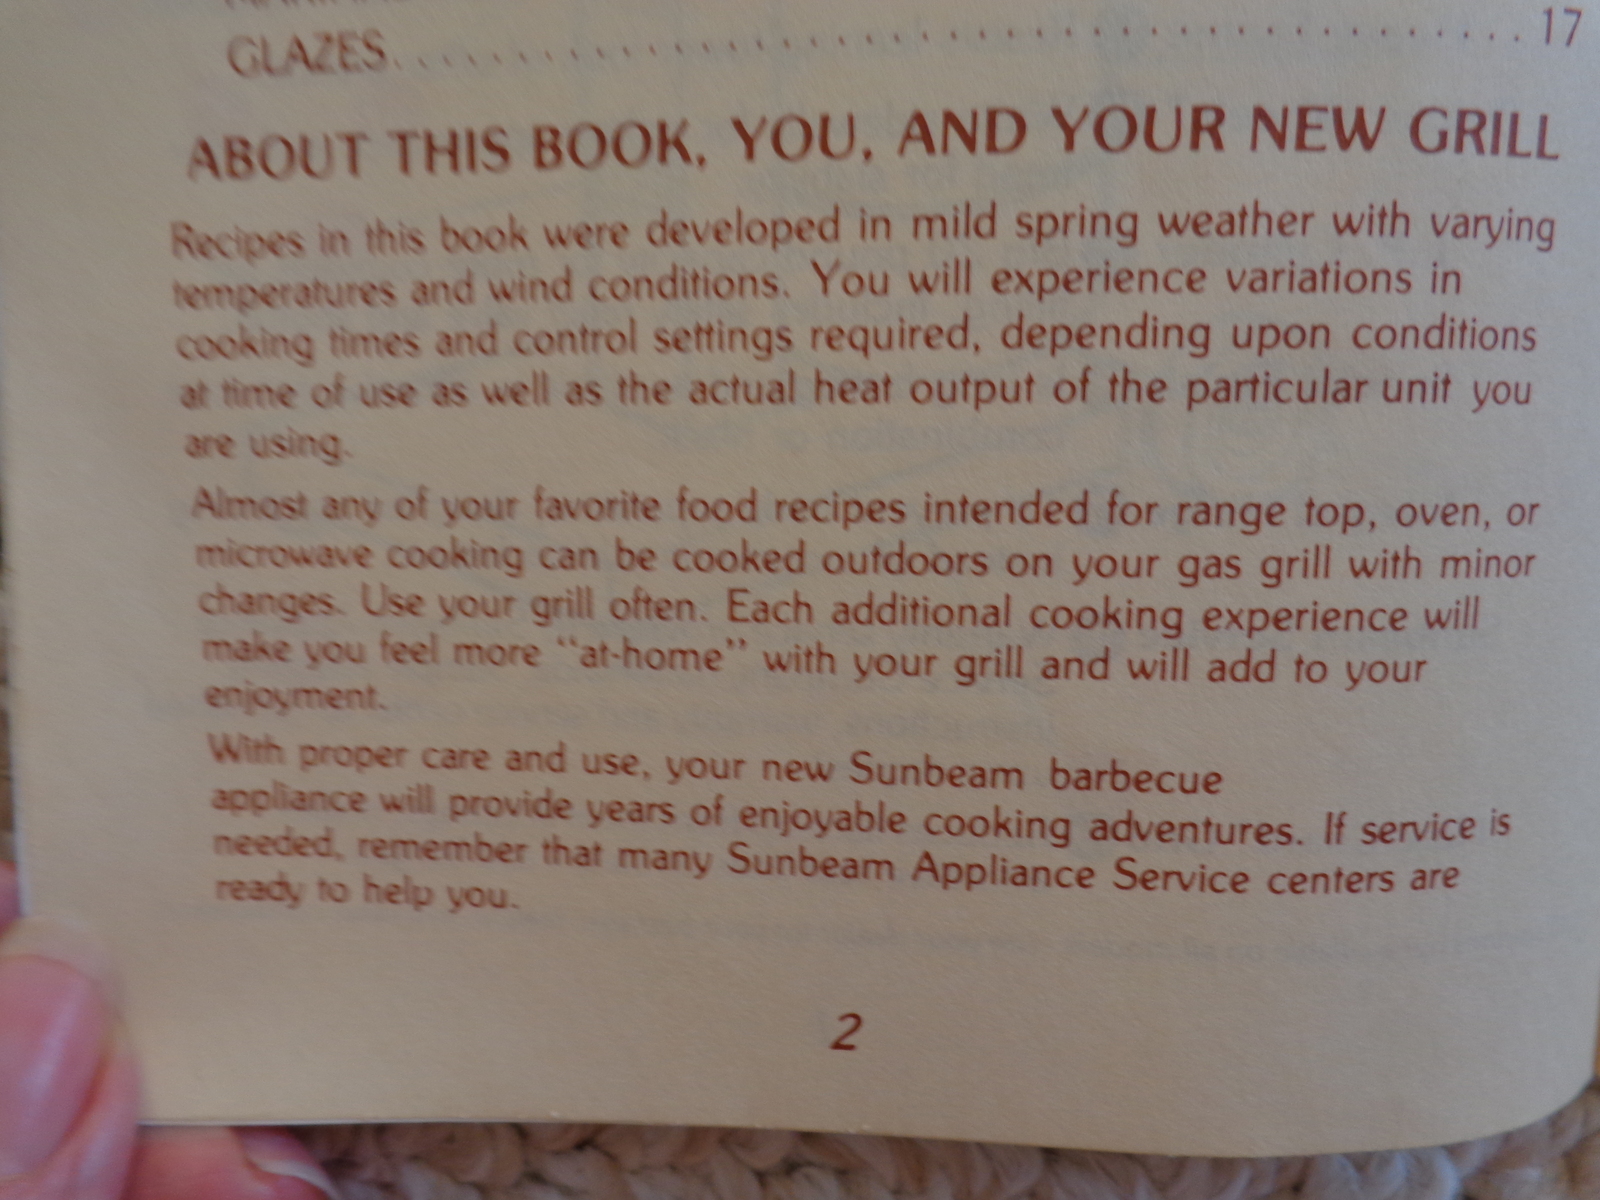 GLAZES. . . . . . . . . . . . . . . . . . . . . . . . . . . . . . . . . . . . . . 17
ABOUT THIS BOOK, YOU, AND YOUR NEW GRILL
Recipes in this book were developed in mild spring weather with varying
temperatures and wind conditions. You will experience variations in
cooking times and control settings required, depending upon conditions
at time of use as well as the actual heat output of the particular unit you
are using.
Almost any of your favorite food recipes intended for range top, oven, or
microwave cooking can be cooked outdoors on your gas grill with minor
changes. Use your grill often. Each additional cooking experience will
make you feel more “at-home” with your grill and will add to your
enjoyment.
With proper care and use, your new Sunbeam barbecue
appliance will provide years of enjoyable cooking adventures. If service is
needed, remember that many Sunbeam Appliance Service centers are
ready to help you.
2